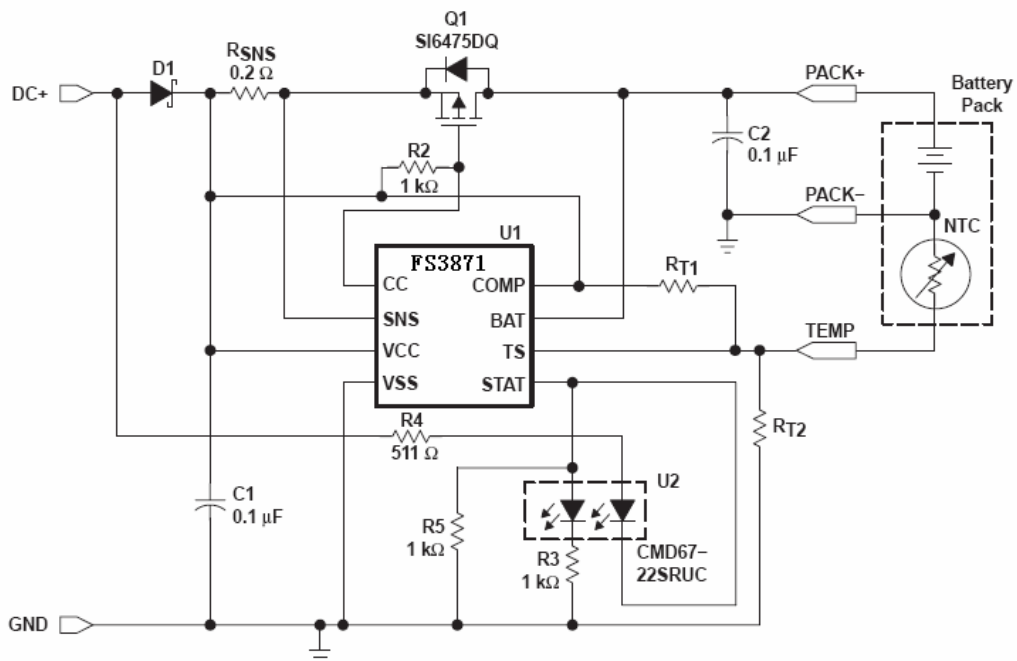 Q1
SI6475DQ
RSNS
0.2 Ω
D1
DC+
PACK+
Battery
Pack
C2
0.1 µF
R2
1 kΩ
PACK−
NTC
U1
FS3871
CC
COMP
RT1
SNS
BAT
TEMP
VCC
TS
VSS
STAT
R4
511 Ω
RT2
U2
C1
0.1 µF
R5
1 kΩ
R3
1 kΩ
CMD67−
22SRUC
GND